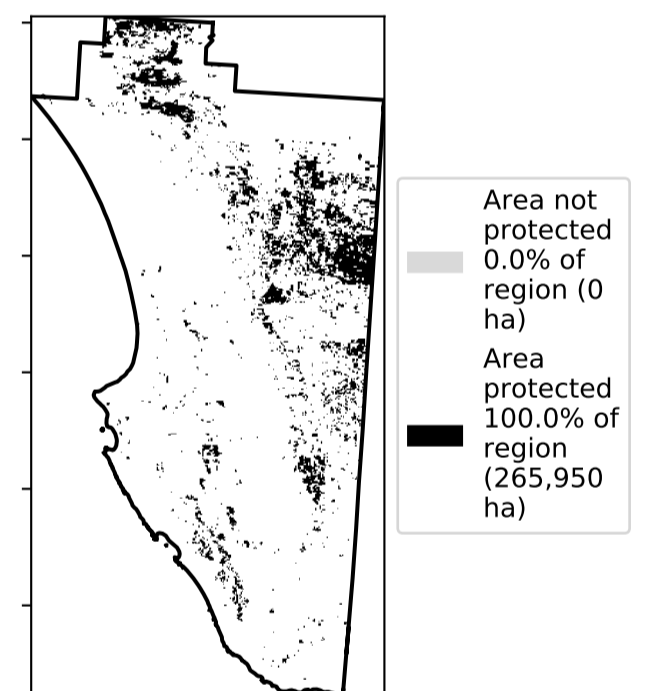 Area not
protected
0.0% of
region (0
ha)
Area
protected
100.0% of
region
(265,950
ha)